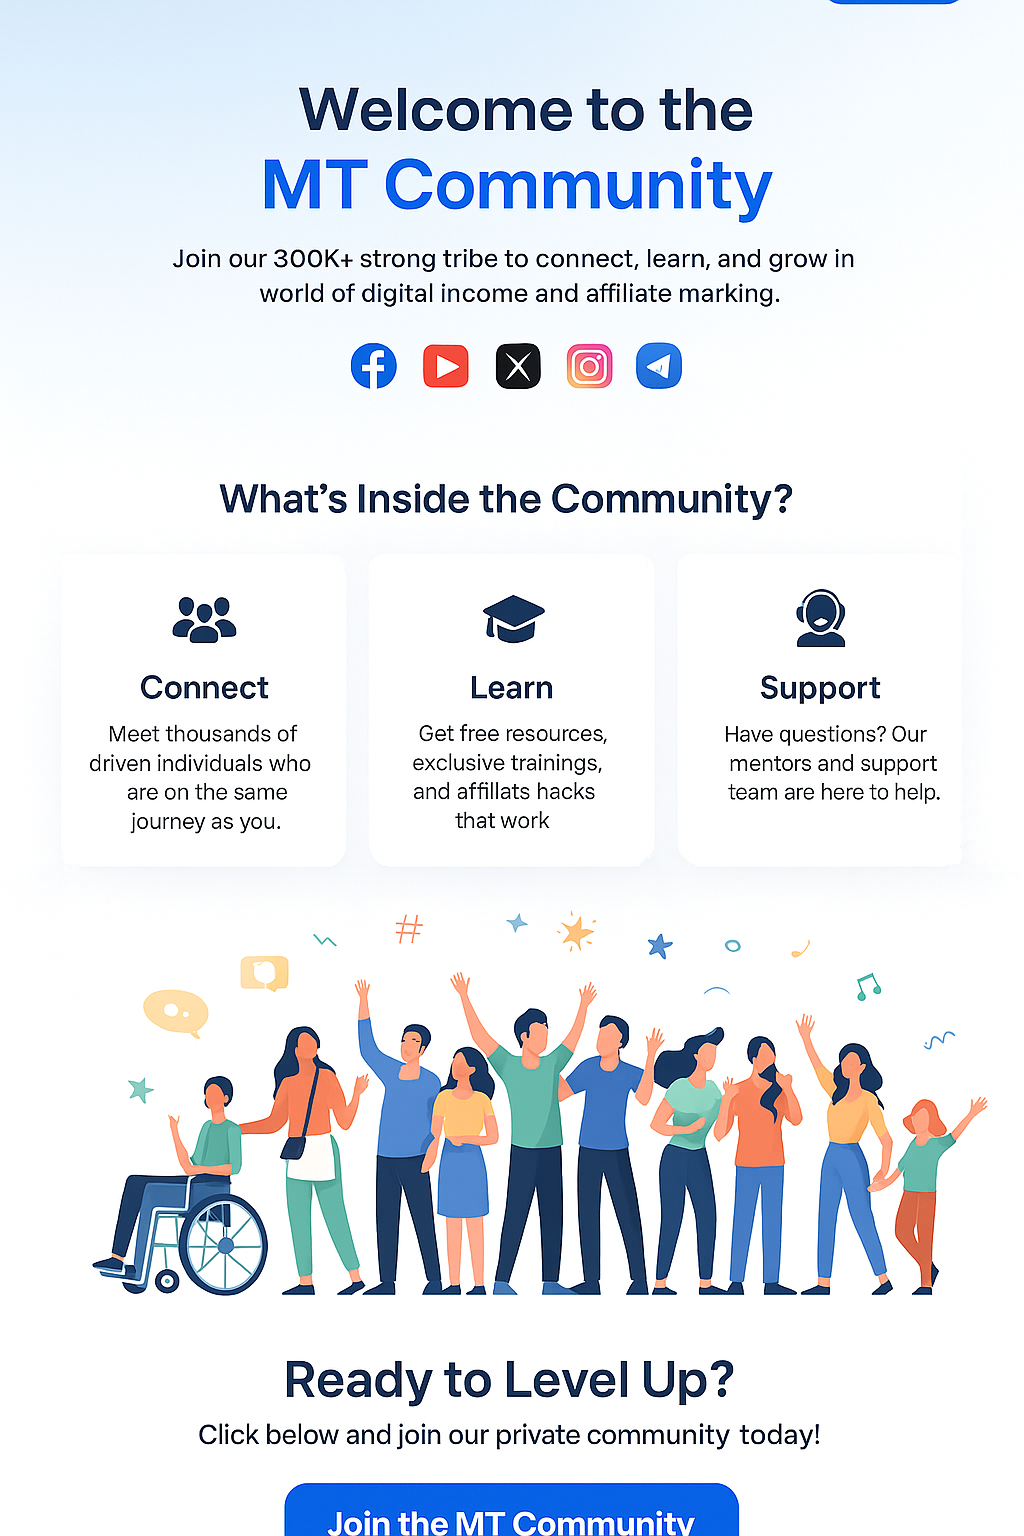 Welcome to the
MT Community
Join our 300K+ strong tribe to connect, learn, and grow in
world of digital income and affiliate marking.
What's Inside the Community?
Connect
Meet thousands of
driven individuals who
are on the same
journey as you.
Learn
Get free resources,
exclusive trainings,
and affillats hacks
that work
Support
Have questions? Our
mentors and support
team are here to help.
#
Ready to Level Up?
Click below and join our private community today!
Join the MT Community